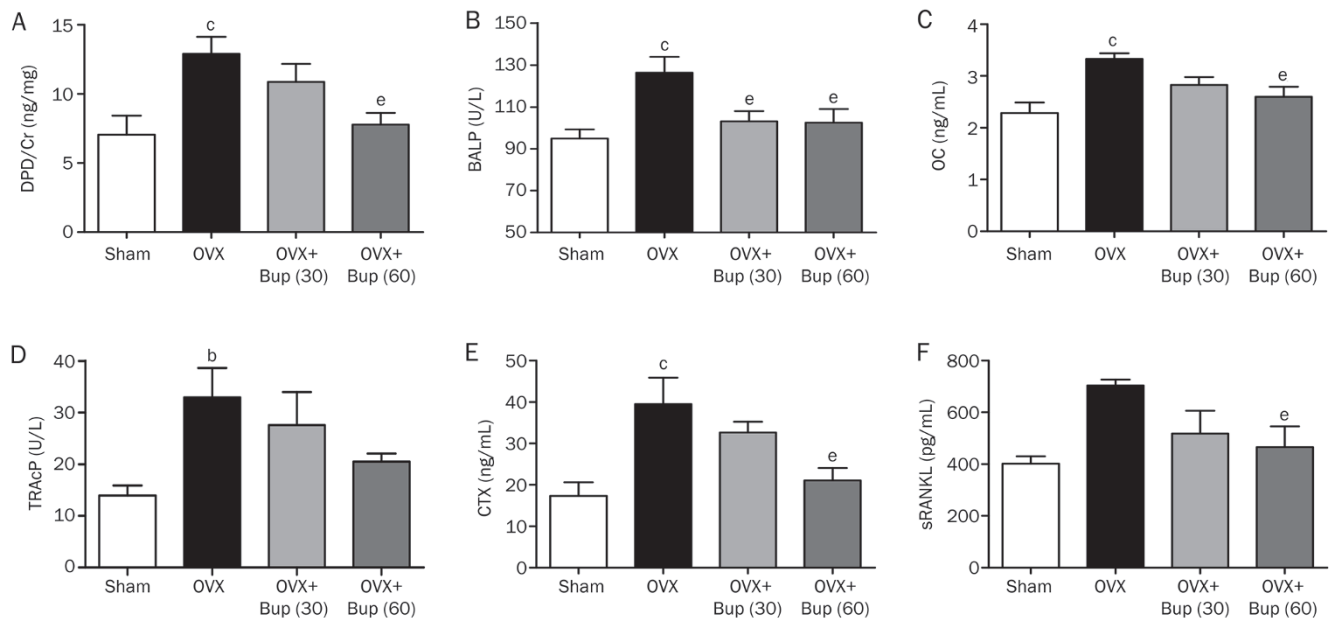 A
DPD/Cr (ng/mg)
15
10
5
0
c
e
Sham
OVX
OVX+
Bup (30)
OVX+
Bup (60)
B
BALP (U/L)
150
130
110
90
70
50
c
e
e
Sham
OVX
OVX+
Bup (30)
OVX+
Bup (60)
C
OC (ng/mL)
4
3
2
1
0
c
e
Sham
OVX
OVX+
Bup (30)
OVX+
Bup (60)
D
TRAcP (U/L)
40
30
20
10
0
b
Sham
OVX
OVX+
Bup (30)
OVX+
Bup (60)
E
CTX (ng/mL)
50
40
30
20
10
0
c
e
Sham
OVX
OVX+
Bup (30)
OVX+
Bup (60)
F
sRANKL (pg/mL)
800
600
400
200
0
e
Sham
OVX
OVX+
Bup (30)
OVX+
Bup (60)